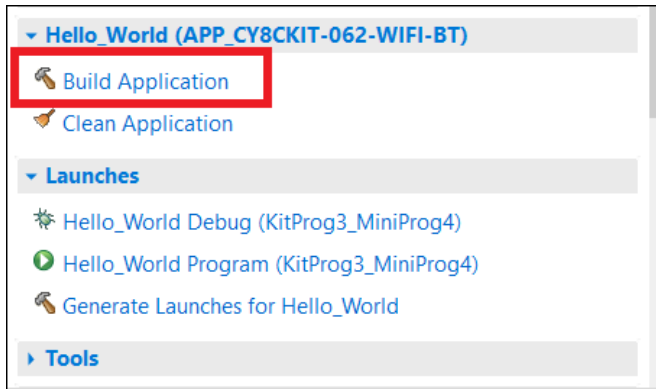 Hello_World (APP_CY8CKIT-062-WIFI-BT)
Build Application
Clean Application
Launches
Hello_World Debug (KitProg3_MiniProg4)
Hello_World Program (KitProg3_MiniProg4)
Generate Launches for Hello_World
Tools